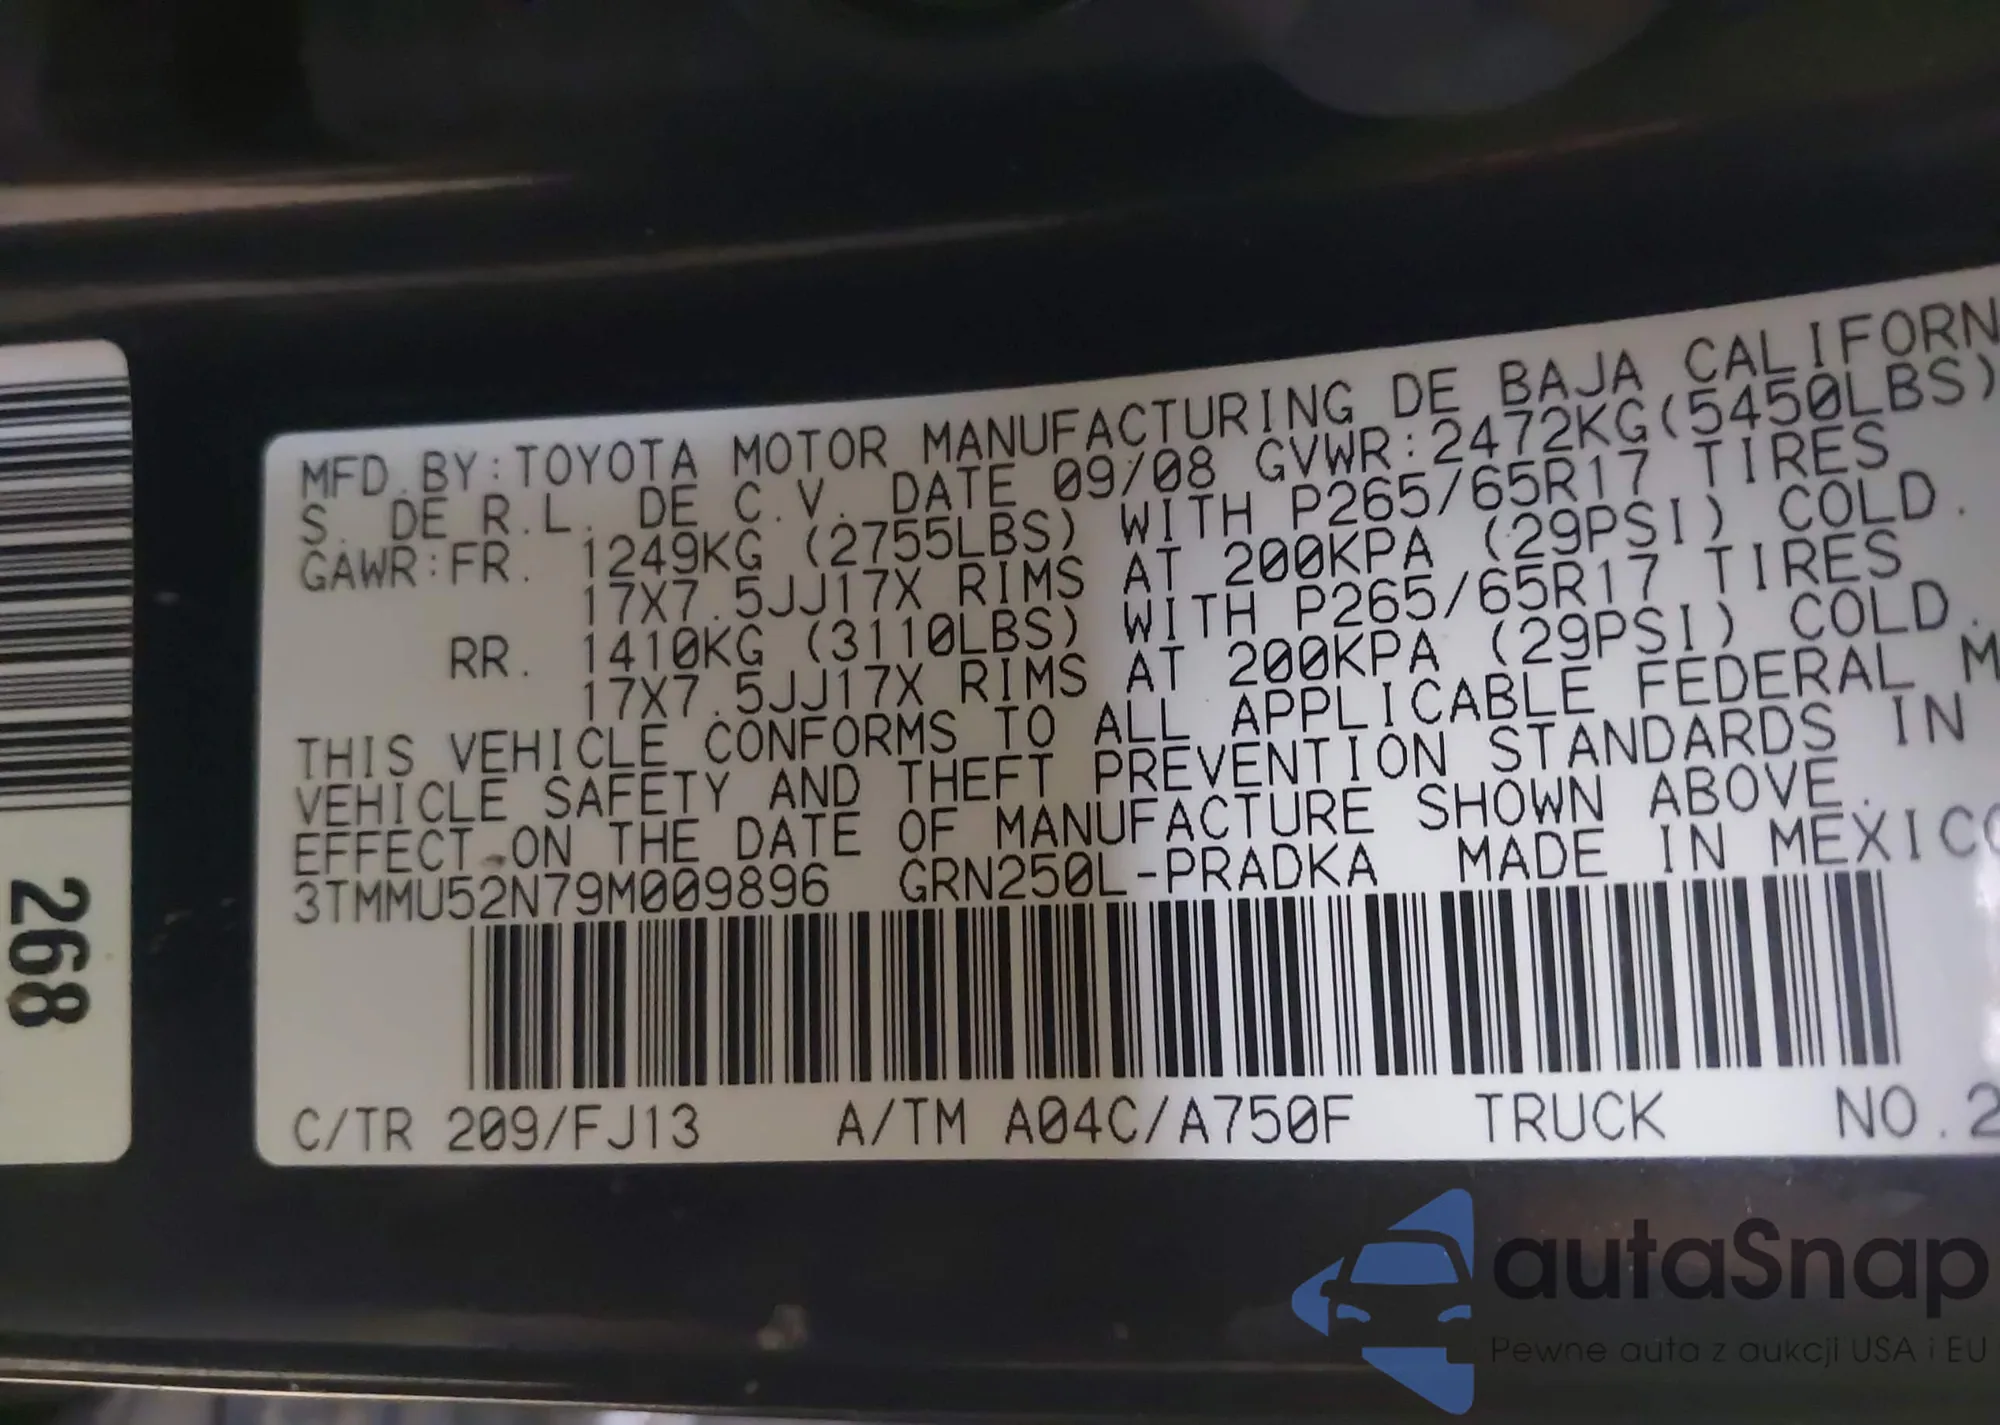 MFD.BY:TOYOTA MOTOR MANUFACTURING DE BAJA CALIFORN
S. DE R.L. DE C.V. DATE 09/08 GVWR:2472KG(5450LBS)
GAWR:FR. 1249KG (2755LBS) WITH P265/65R17 TIRES
17X7.5JJ17X RIMS AT 200KPA (29PSI) COLD.
RR. 1410KG (3110LBS) WITH P265/65R17 TIRES
17X7.5JJ17X RIMS AT 200KPA (29PSI) COLD.
THIS VEHICLE CONFORMS TO ALL APPLICABLE FEDERAL M
VEHICLE SAFETY AND THEFT PREVENTION STANDARDS IN
EFFECT ON THE DATE OF MANUFACTURE SHOWN ABOVE.
3TMMU52N79M009896 GRN250L-PRADKA MADE IN MEXICO
C/TR 209/FJ13 A/TM A04C/A750F TRUCK NO.2
268
autaSnap
Pewne auta z aukcji USA i EU